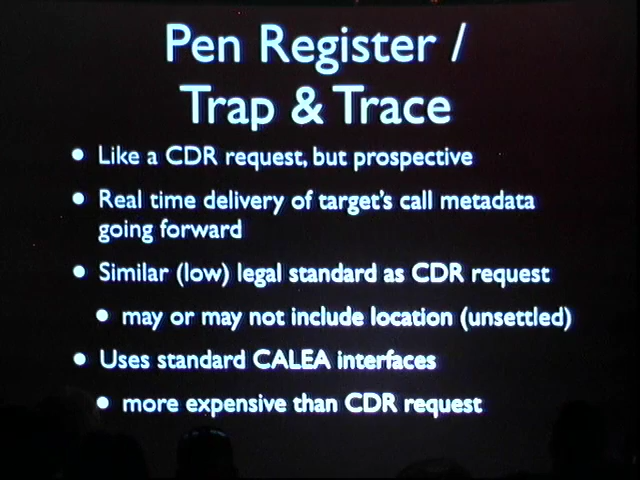 Pen Register /
Trap & Trace
• Like a CDR request, but prospective
• Real time delivery of target's call metadata
going forward
• Similar (low) legal standard as CDR request
• may or may not include location (unsettled)
• Uses standard CALEA interfaces
• more expensive than CDR request